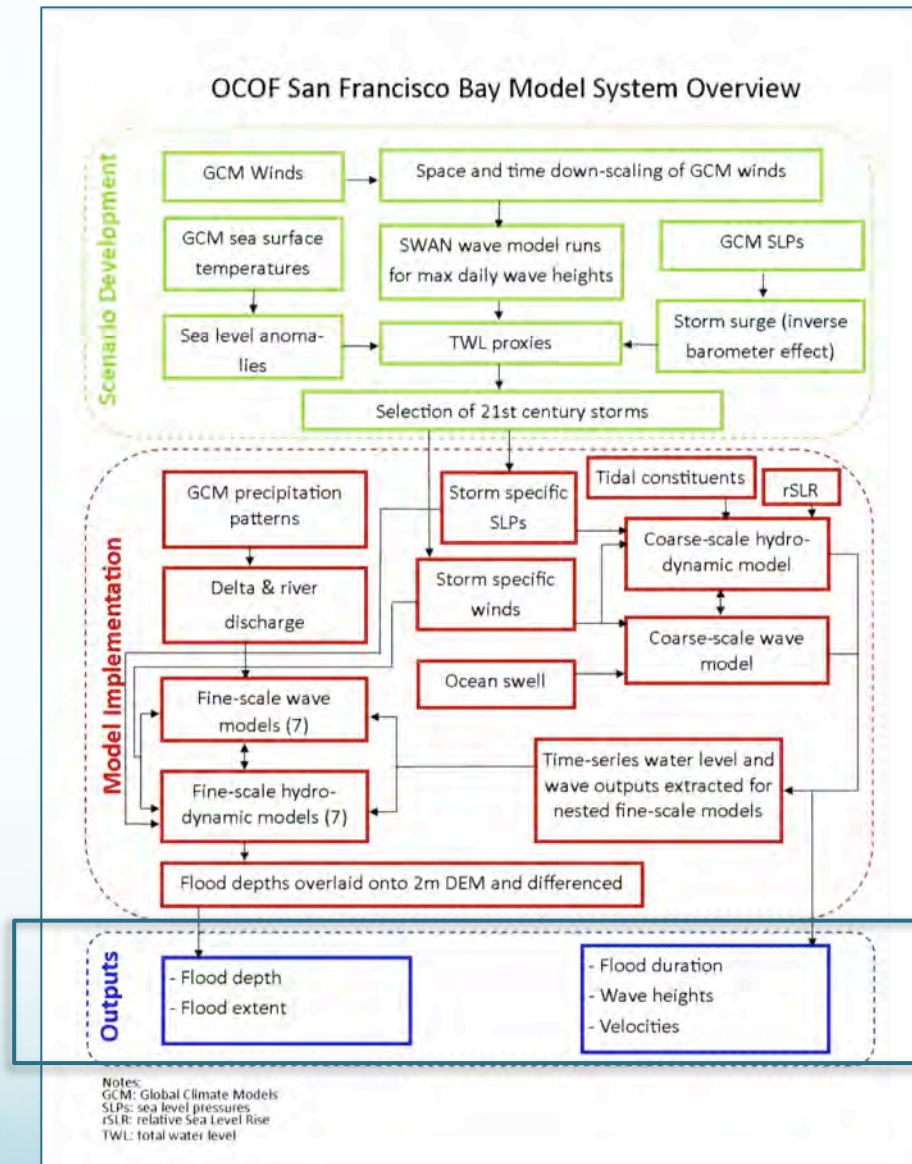 OCOF San Francisco Bay Model System Overview
Scenario Development
GCM Winds
Space and time down-scaling of GCM winds
GCM sea surface
temperatures
SWAN wave model runs
for max daily wave heights
GCM SLPs
Sea level anoma-
lies
TWL proxies
Storm surge (inverse
barometer effect)
Selection of 21st century storms
Model Implementation
GCM precipitation
patterns
Storm specific
SLPs
Tidal constituents
rSLR
Coarse-scale hydro-
dynamic model
Delta & river
discharge
Storm specific
winds
Coarse-scale wave
model
Ocean swell
Fine-scale wave
models (7)
Time-series water level and
wave outputs extracted for
nested fine-scale models
Fine-scale hydro-
dynamic models (7)
Flood depths overlaid onto 2m DEM and differenced
Outputs
- Flood depth
- Flood extent
- Flood duration
- Wave heights
- Velocities
Notes:
GCM: Global Climate Models
SLPs: sea level pressures
rSLR: relative Sea Level Rise
TWL: total water level